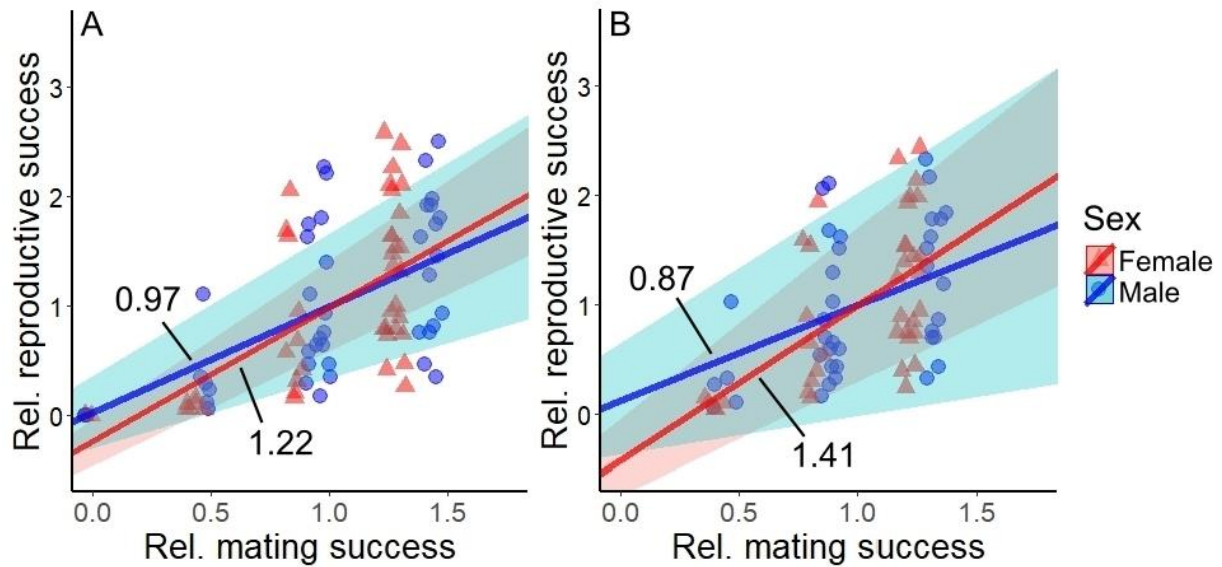 A
Rel. reproductive success
3
2
1
0
0.97
1.22
0.0 0.5 1.0 1.5
Rel. mating success
B
Rel. reproductive success
3
2
1
0
0.87
1.41
0.0 0.5 1.0 1.5
Rel. mating success
Sex
Female
Male